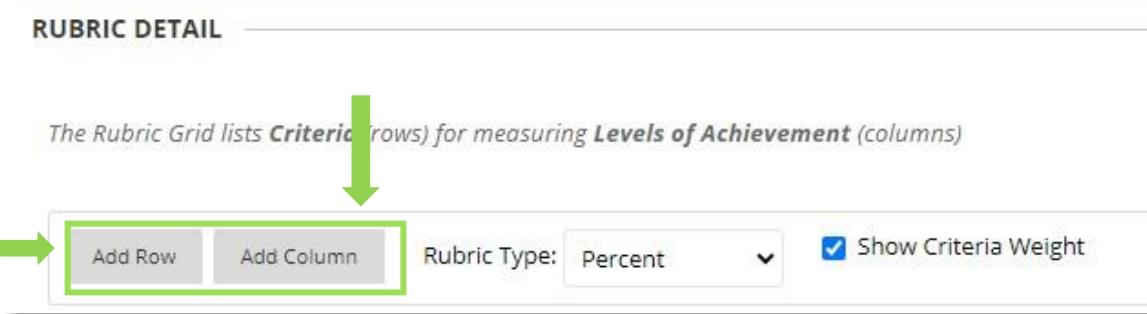 RUBRIC DETAIL
The Rubric Grid lists Criteria (rows) for measuring Levels of Achievement (columns)
Add Row Add Column Rubric Type: Percent Show Criteria Weight